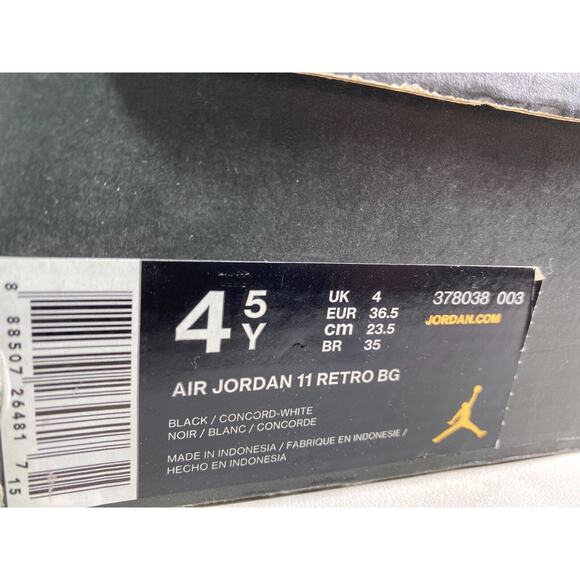 8 88507 26481 7 15
4 5 Y
UK 4
EUR 36.5
cm 23.5
BR 35
378038 003
JORDAN.COM
AIR JORDAN 11 RETRO BG
BLACK / CONCORD-WHITE
NOIR / BLANC / CONCORDE
MADE IN INDONESIA / FABRIQUE EN INDONESIE /
HECHO EN INDONESIA